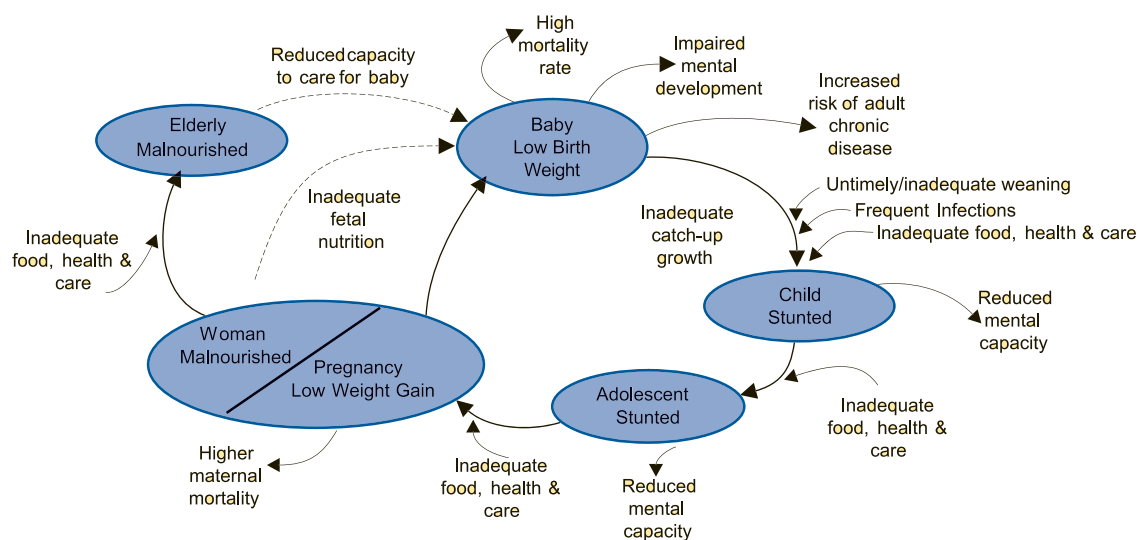 High
mortality
rate
Impaired
mental
development
Reduced capacity
to care for baby
Increased
risk of adult
chronic
disease
Elderly
Malnourished
Baby
Low Birth
Weight
Untimely/inadequate weaning
Frequent Infections
Inadequate food, health & care
Inadequate
fetal
nutrition
Inadequate
catch-up
growth
Inadequate
food, health &
care
Child
Stunted
Reduced
mental
capacity
Woman
Malnourished
Pregnancy
Low Weight Gain
Adolescent
Stunted
Inadequate
food, health &
care
Higher
maternal
mortality
Inadequate
food, health &
care
Reduced
mental
capacity